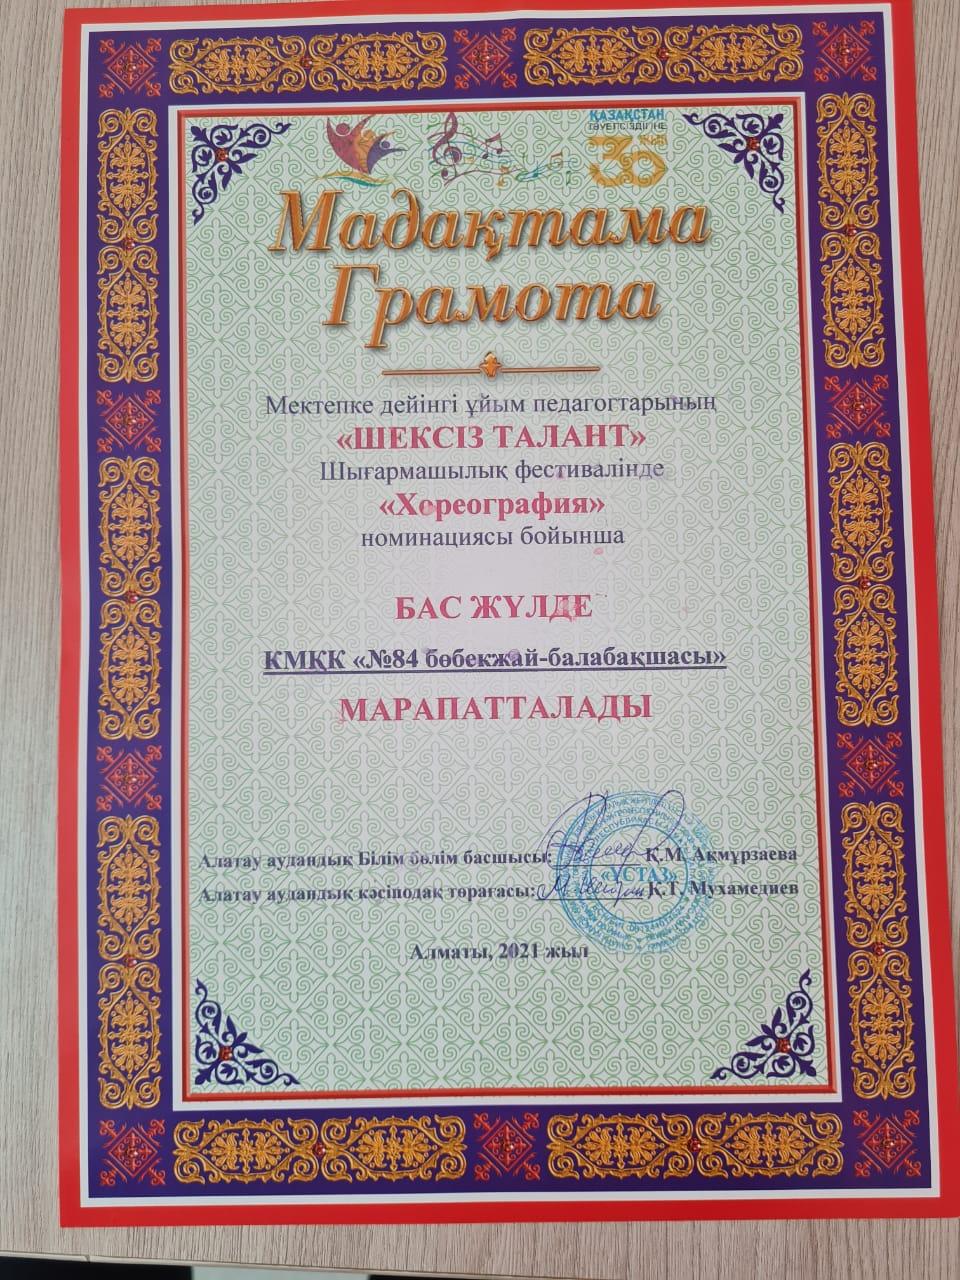 ҚАЗАҚСТАН
ТӘУЕЛСІЗДІГІНЕ
30
Мадақтама
Грамота
Мектепке дейінгі ұйым педагогтарының
«ШЕКСІЗ ТАЛАНТ»
Шығармашылық фестивалінде
«Хореография»
номинациясы бойынша
БАС ЖҮЛДЕ
КМҚК «№84 бөбекжай-балабақшасы»
МАРАПАТТАЛАДЫ
Алатау аудандық Білім бөлім басшысы: Қ.М. Ақмұрзаева
«ҰСТАЗ»
Алатау аудандық кәсіподақ төрағасы: Қ.Т. Мухамедиев
Алматы, 2021 жыл